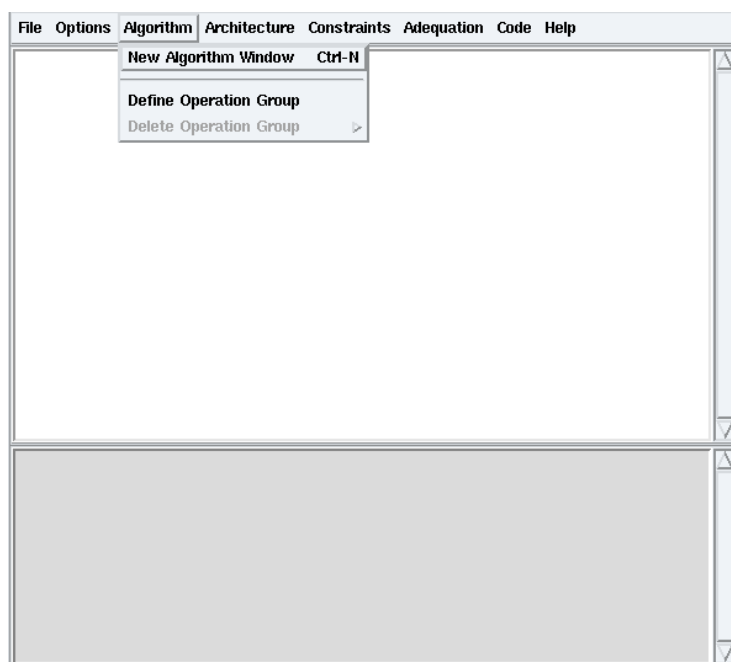 File Options Algorithm Architecture Constraints Adequation Code Help
New Algorithm Window Ctrl-N
Define Operation Group
Delete Operation Group